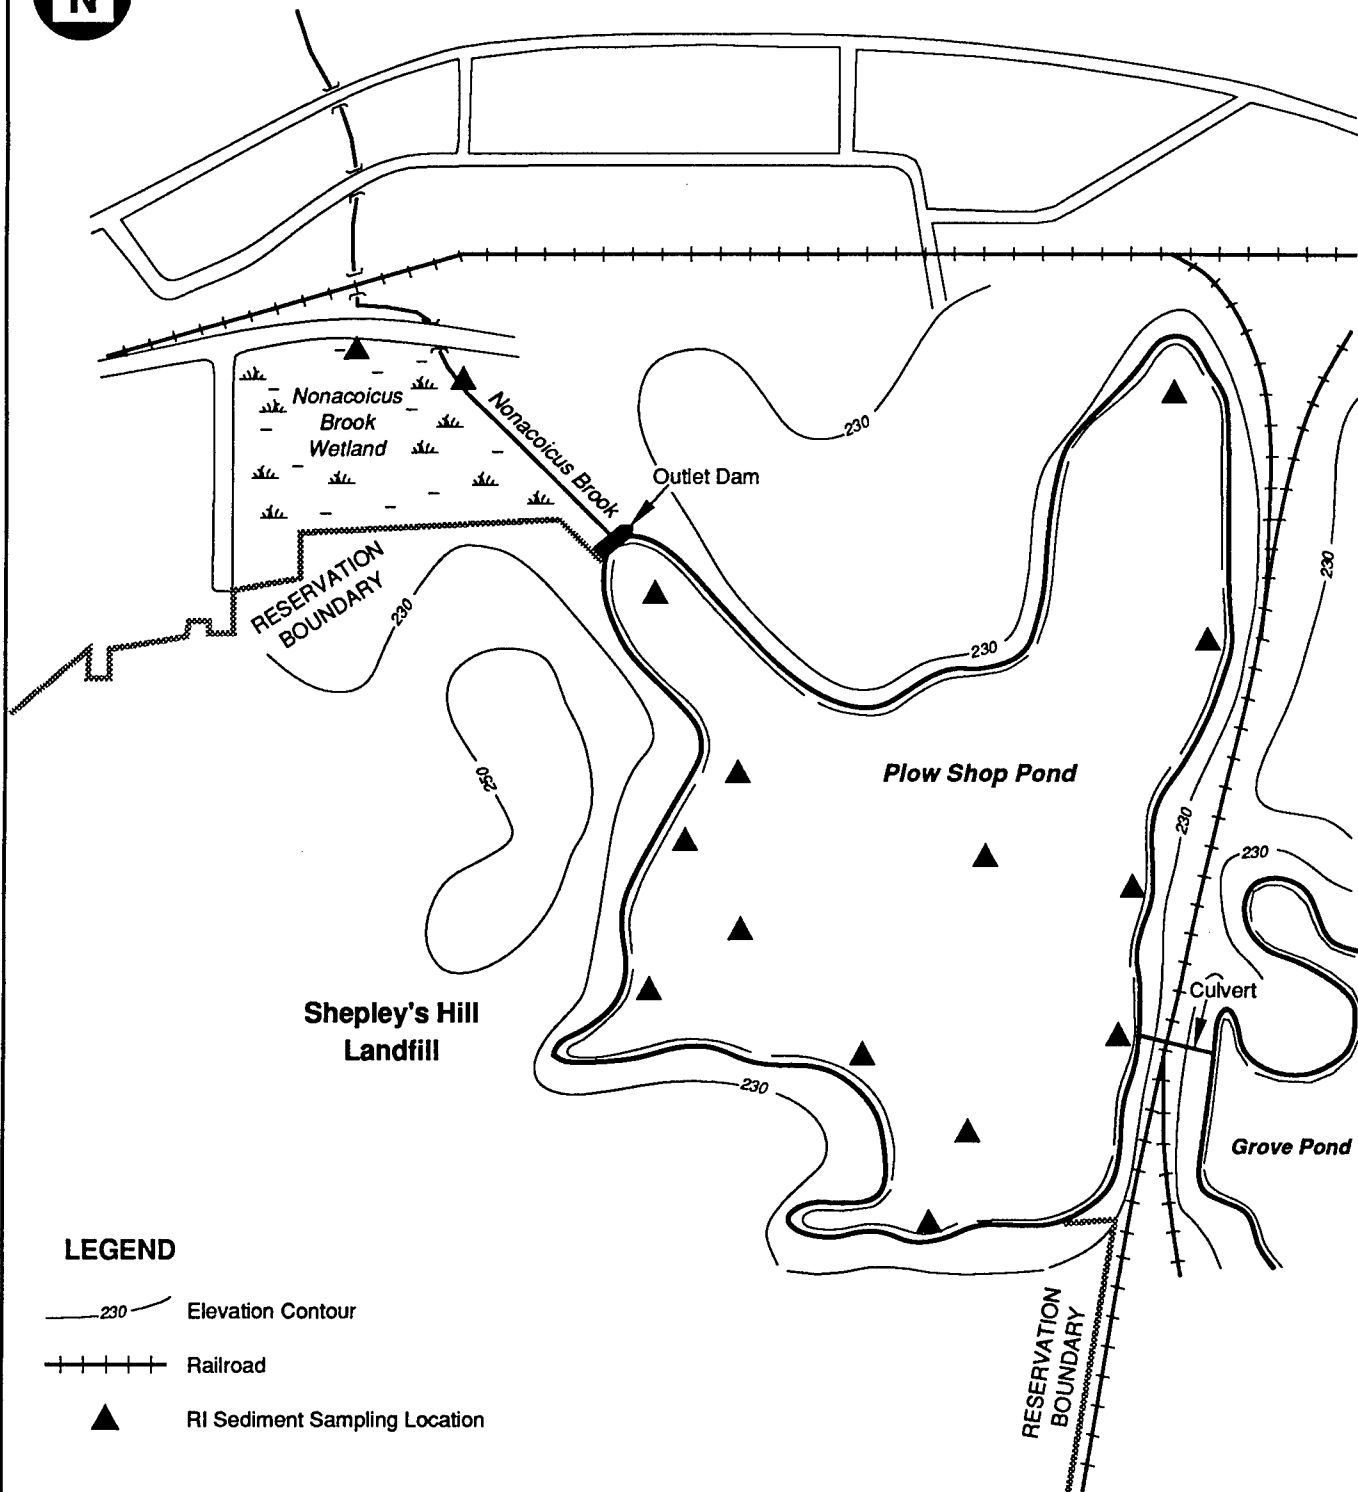 N
Nonacoicus
Brook
Wetland
Nonacoicus Brook
Outlet Dam
230
RESERVATION
BOUNDARY
230
230
230
250
Plow Shop Pond
230
230
Culvert
Shepley's Hill
Landfill
230
Grove Pond
RESERVATION
BOUNDARY
LEGEND
230 Elevation Contour
Railroad
RI Sediment Sampling Location